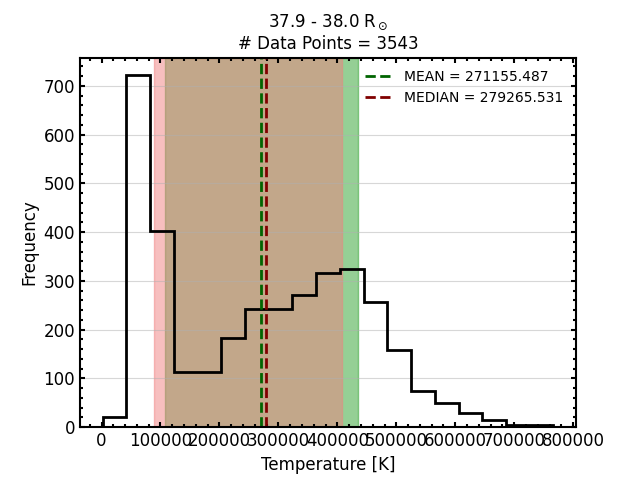 37.9 - 38.0 R⊙
# Data Points = 3543
MEAN = 271155.487
MEDIAN = 279265.531
Frequency
700
600
500
400
300
200
100
0
0 100000 200000 300000 400000 500000 600000 700000 800000
Temperature [K]